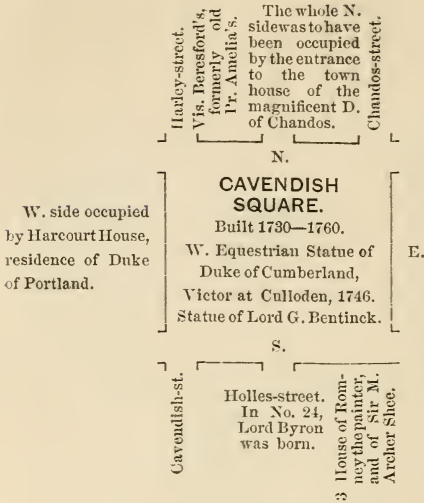 Harley-street.
Vis. Beresford's,
formerly old
Pr. Amelia's.
The whole N.
side was to have
been occupied
by the entrance
to the town
house of the
magnificent D.
of Chandos.
Chandos-street.
N.
W. side occupied
by Harcourt House,
residence of Duke
of Portland.
CAVENDISH
SQUARE.
Built 1730—1760.
W. Equestrian Statue of
Duke of Cumberland,
Victor at Culloden, 1746.
Statue of Lord G. Bentinck.
E.
S.
Cavendish-st.
Holles-street.
In No. 24,
Lord Byron
was born.
3 House of Rom-
ney the painter,
and of Sir M.
Archer Shee.